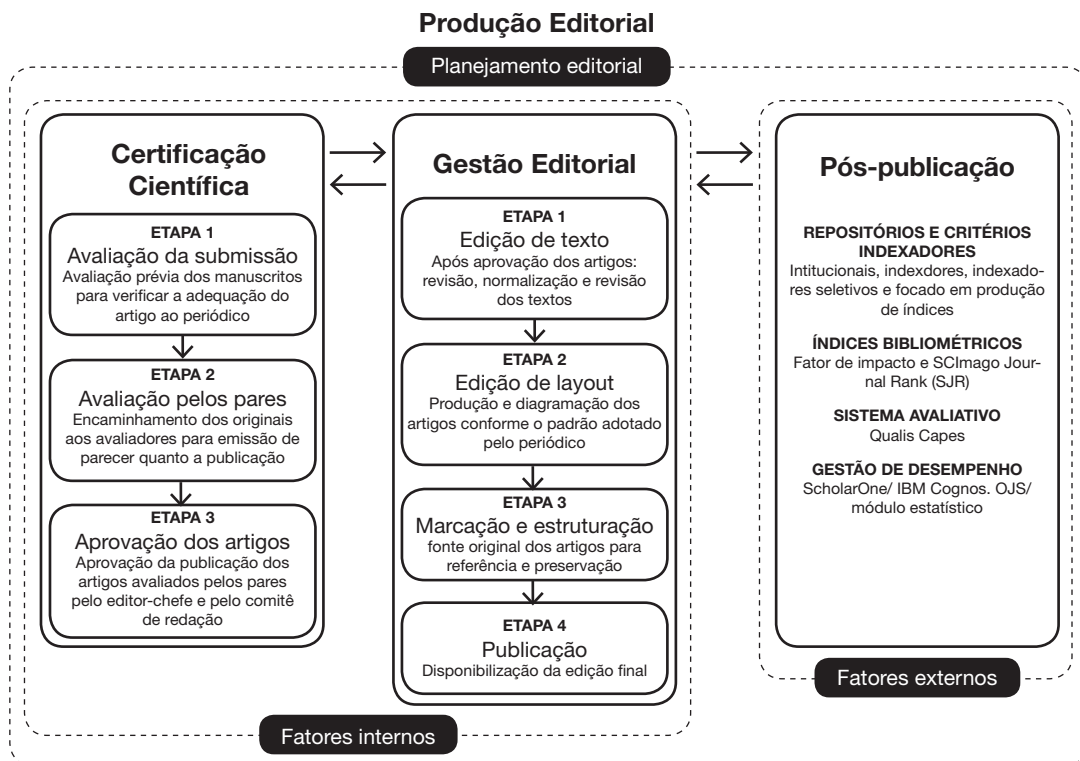 Produção Editorial
Planejamento editorial
Certificação
Científica
ETAPA 1
Avaliação da submissão
Avaliação prévia dos manuscritos
para verificar a adequação do
artigo ao periódico
ETAPA 2
Avaliação pelos pares
Encaminhamento dos originais
aos avaliadores para emissão de
parecer quanto a publicação
ETAPA 3
Aprovação dos artigos
Aprovação da publicação dos
artigos avaliados pelos pares
pelo editor-chefe e pelo comitê
de redação
Gestão Editorial
ETAPA 1
Edição de texto
Após aprovação dos artigos:
revisão, normalização e revisão
dos textos
ETAPA 2
Edição de layout
Produção e diagramação dos
artigos conforme o padrão adotado
pelo periódico
ETAPA 3
Marcação e estruturação
fonte original dos artigos para
referência e preservação
ETAPA 4
Publicação
Disponibilização da edição final
Fatores internos
Pós-publicação
REPOSITÓRIOS E CRITÉRIOS
INDEXADORES
Intitucionais, indexdores, indexado-
res seletivos e focado em produção
de índices
ÍNDICES BIBLIOMÉTRICOS
Fator de impacto e SCImago Jour-
nal Rank (SJR)
SISTEMA AVALIATIVO
Qualis Capes
GESTÃO DE DESEMPENHO
ScholarOne/ IBM Cognos. OJS/
módulo estatístico
Fatores externos